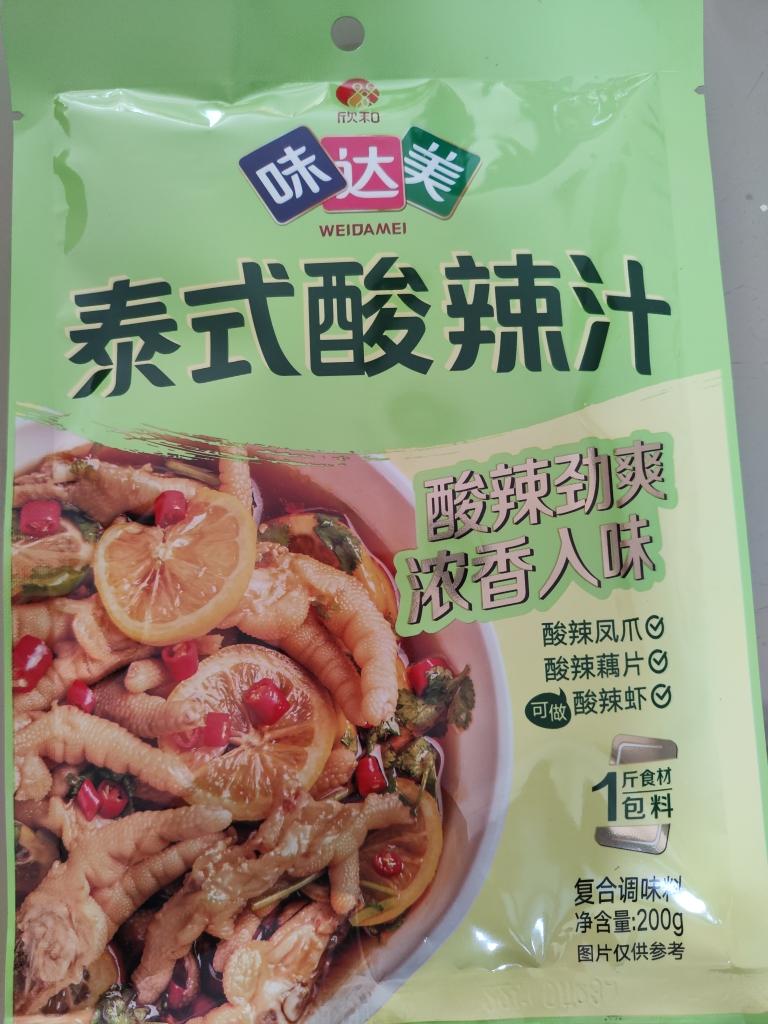 欣和
味达美
WEIDAMEI
泰式酸辣汁
酸辣劲爽
浓香入味
酸辣凤爪
酸辣藕片
可做 酸辣虾
1斤食材
1包料
复合调味料
净含量:200g
图片仅供参考